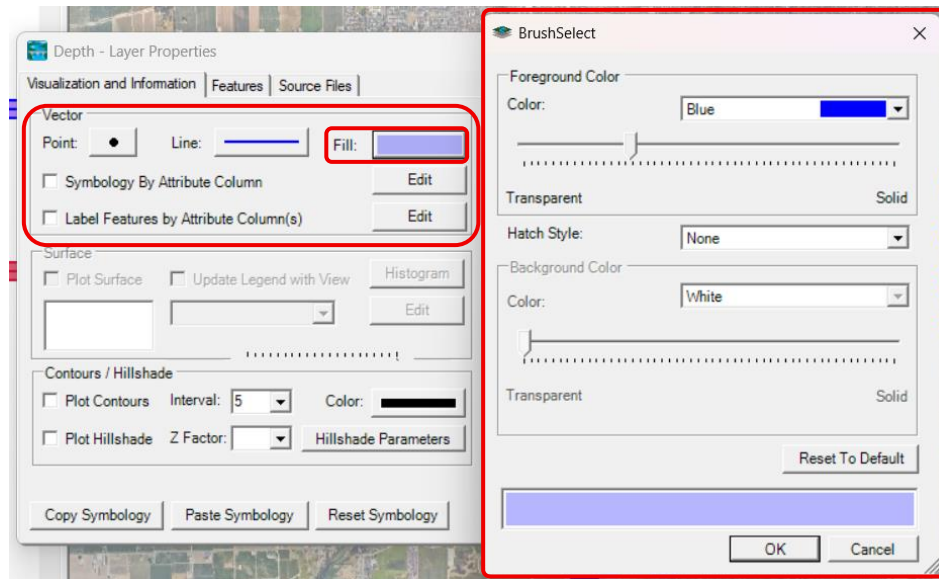 Depth - Layer Properties
Visualization and Information Features Source Files
Vector
Point: Line: Fill:
Symbology By Attribute Column Edit
Label Features by Attribute Column(s) Edit
Surface
Plot Surface Update Legend with View Histogram
Edit
Contours / Hillshade
Plot Contours Interval: 5 Color:
Plot Hillshade Z Factor: Hillshade Parameters
Copy Symbology Paste Symbology Reset Symbology
BrushSelect
Foreground Color
Color: Blue
Transparent Solid
Hatch Style: None
Background Color
Color: White
Transparent Solid
Reset To Default
OK Cancel